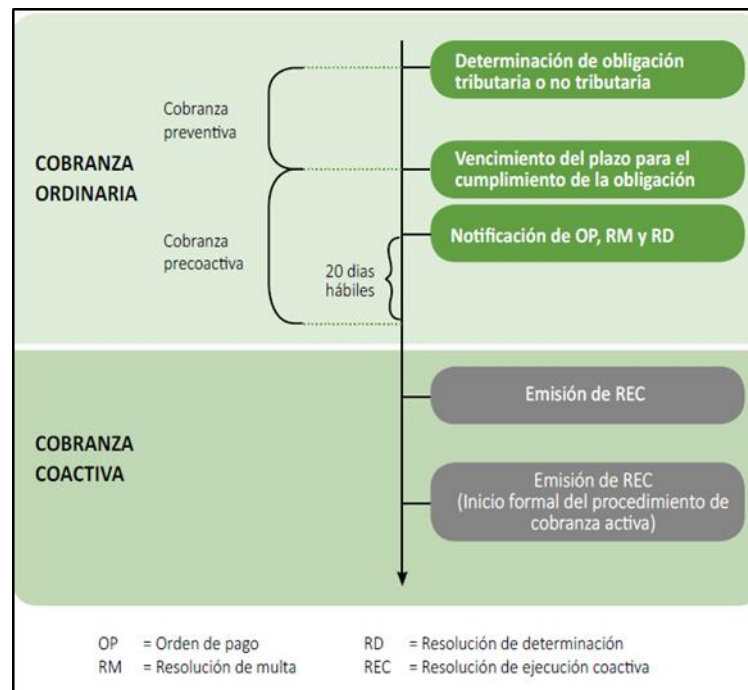 Determinación de obligación
tributaria o no tributaria
Cobranza
preventiva
COBRANZA
ORDINARIA
Vencimiento del plazo para el
cumplimiento de la obligación
Notificación de OP, RM y RD
Cobranza
precoactiva
20 dias
hábiles
Emisión de REC
COBRANZA
COACTIVA
Emisión de REC
(Inicio formal del procedimiento de
cobranza activa)
OP = Orden de pago
RD = Resolución de determinación
RM = Resolución de multa
REC = Resolución de ejecución coactiva